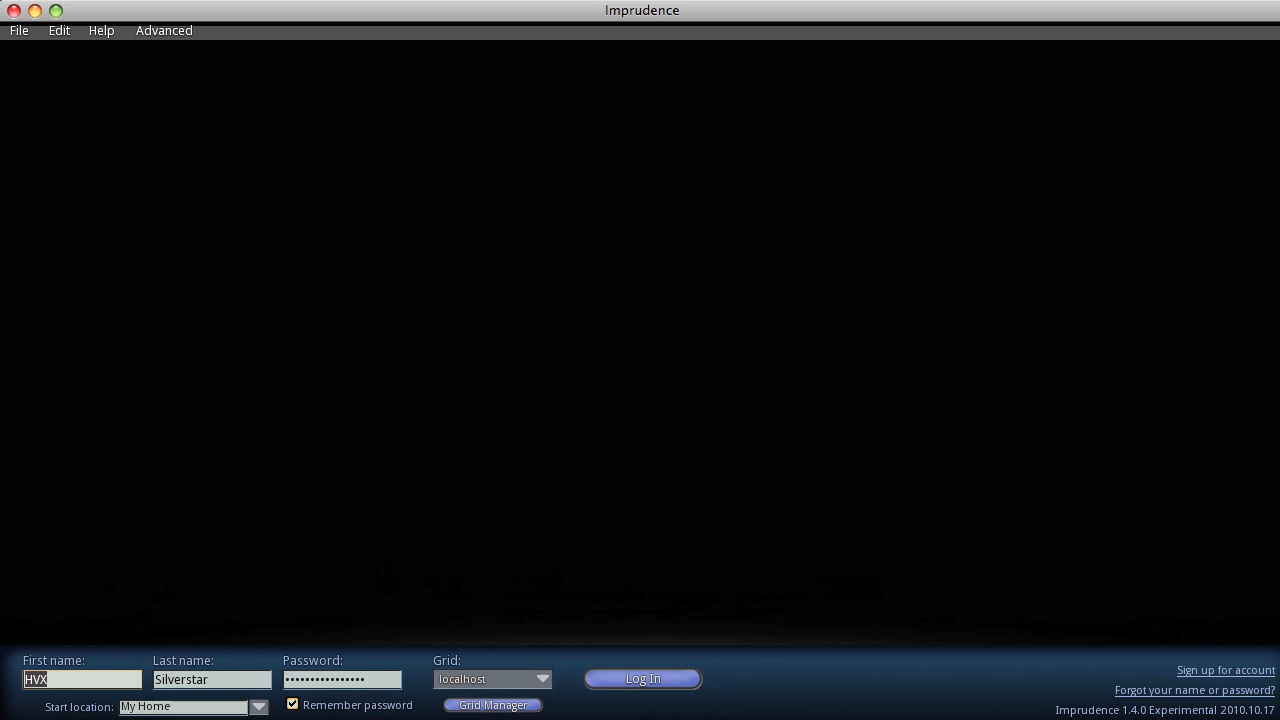 Imprudence
File Edit Help Advanced
First name: Last name: Password: Grid:
HVX Silverstar •••••••••••••••• localhost Log In
Sign up for account
Forgot your name or password?
Start location: My Home Remember password Grid Manager
Imprudence 1.4.0 Experimental 2010.10.17